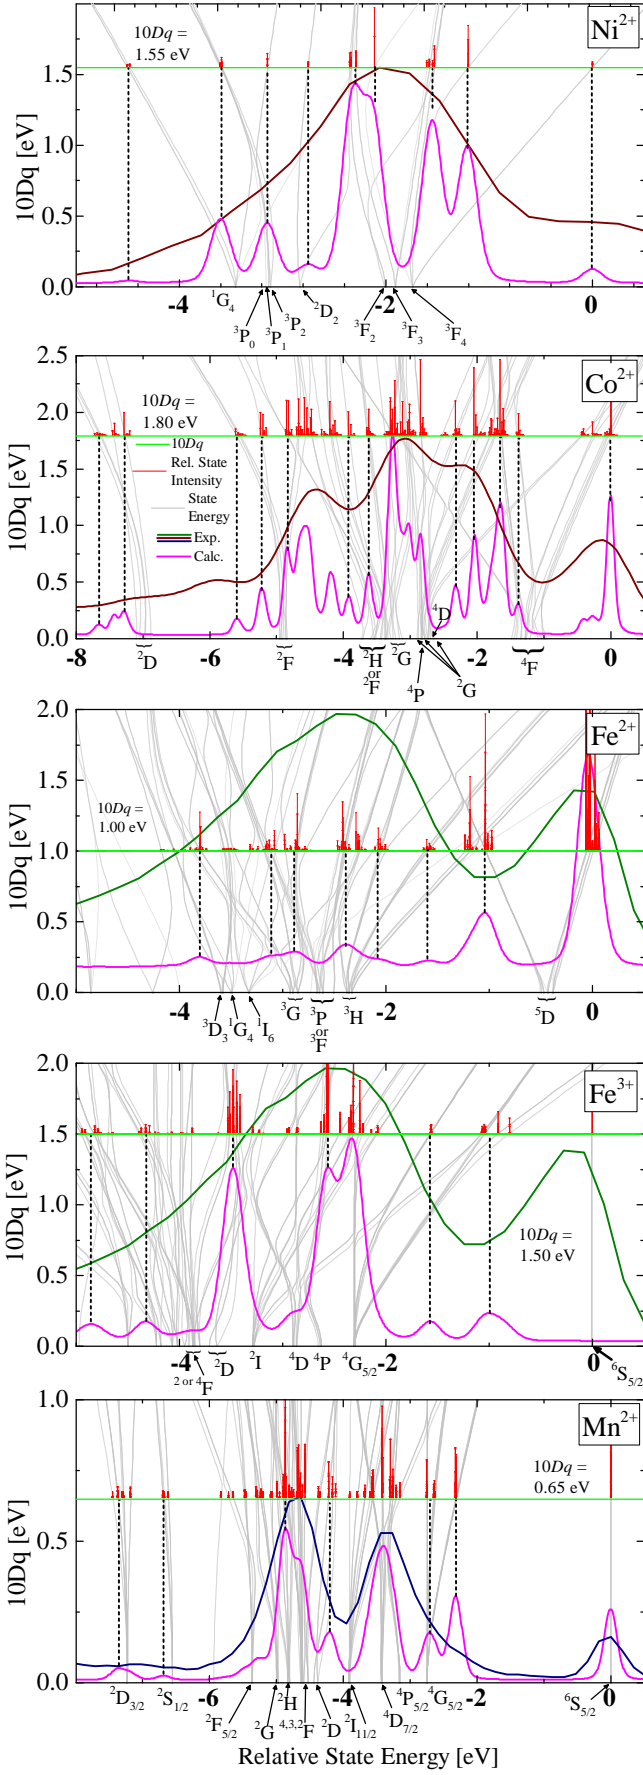 Ni2+
10Dq =
1.55 eV
10Dq [eV]
1.5
1.0
0.5
0.0
-4
-2
0
1G4
3P0
3P1
3P2
2D2
3F2
3F3
3F4
Co2+
10Dq =
1.80 eV
10Dq
Rel. State
Intensity
State
Energy
Exp.
Calc.
10Dq [eV]
2.5
2.0
1.5
1.0
0.5
0.0
-8
-6
-4
-2
0
2D
2F
2H
or
2F
2G
4P
4D
2G
4F
Fe2+
10Dq =
1.00 eV
10Dq [eV]
2.0
1.5
1.0
0.5
0.0
-4
-2
0
3D3
1G4
1I6
3G
3P
or
3F
3H
5D
Fe3+
10Dq =
1.50 eV
10Dq [eV]
2.0
1.5
1.0
0.5
0.0
-4
-2
0
2 or 4F
2D
2I
4D
4P
4G5/2
6S5/2
Mn2+
10Dq =
0.65 eV
10Dq [eV]
1.0
0.5
0.0
-6
-4
-2
0
2D3/2
2S1/2
2F5/2
2G
2H
4,3,2F
2D
2I11/2
4D7/2
4P5/2
4G5/2
6S5/2
Relative State Energy [eV]